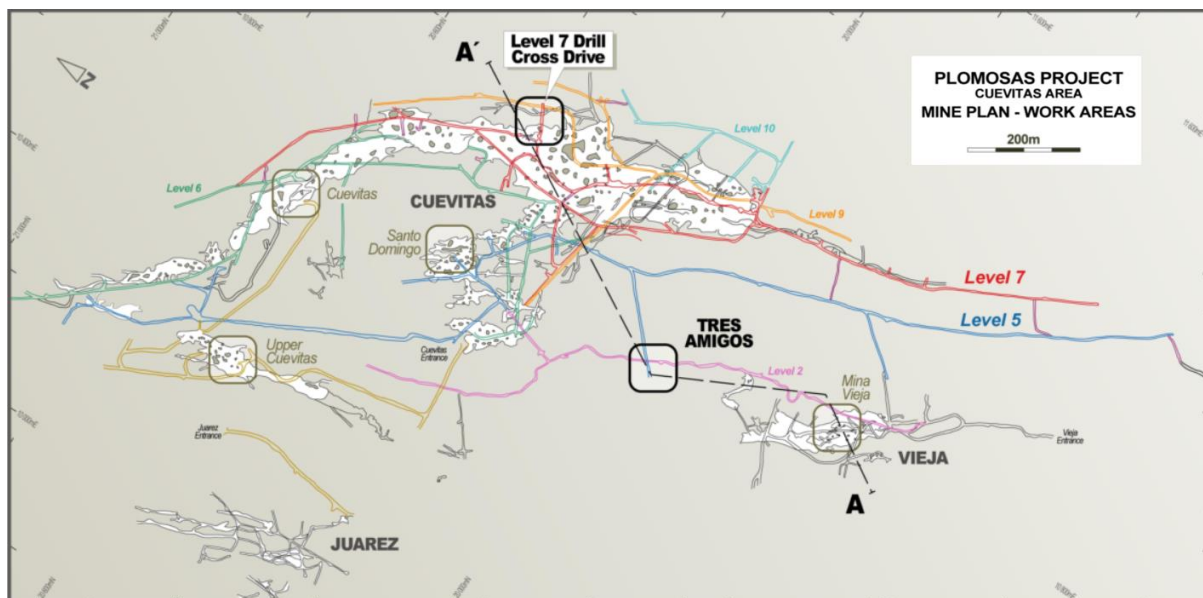 A´
Level 7 Drill
Cross Drive
PLOMOSAS PROJECT
CUEVITAS AREA
MINE PLAN - WORK AREAS
200m
N
Level 10
Level 6
Cuevitas
CUEVITAS
Level 9
Santo
Domingo
Level 7
Level 5
TRES
AMIGOS
Upper
Cuevitas
Cuevitas
Entrance
Level 2
Mina
Vieja
Juarez
Entrance
Vieja
Entrance
VIEJA
A
JUAREZ